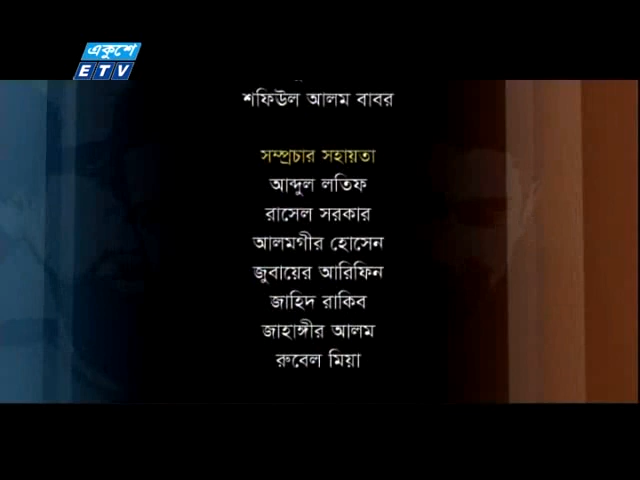 একুশে
ETV
শফিউল আলম বাবর
সম্প্রচার সহায়তা
আব্দুল লতিফ
রাসেল সরকার
আলমগীর হোসেন
জুবায়ের আরিফিন
জাহিদ রাকিব
জাহাঙ্গীর আলম
রুবেল মিয়া